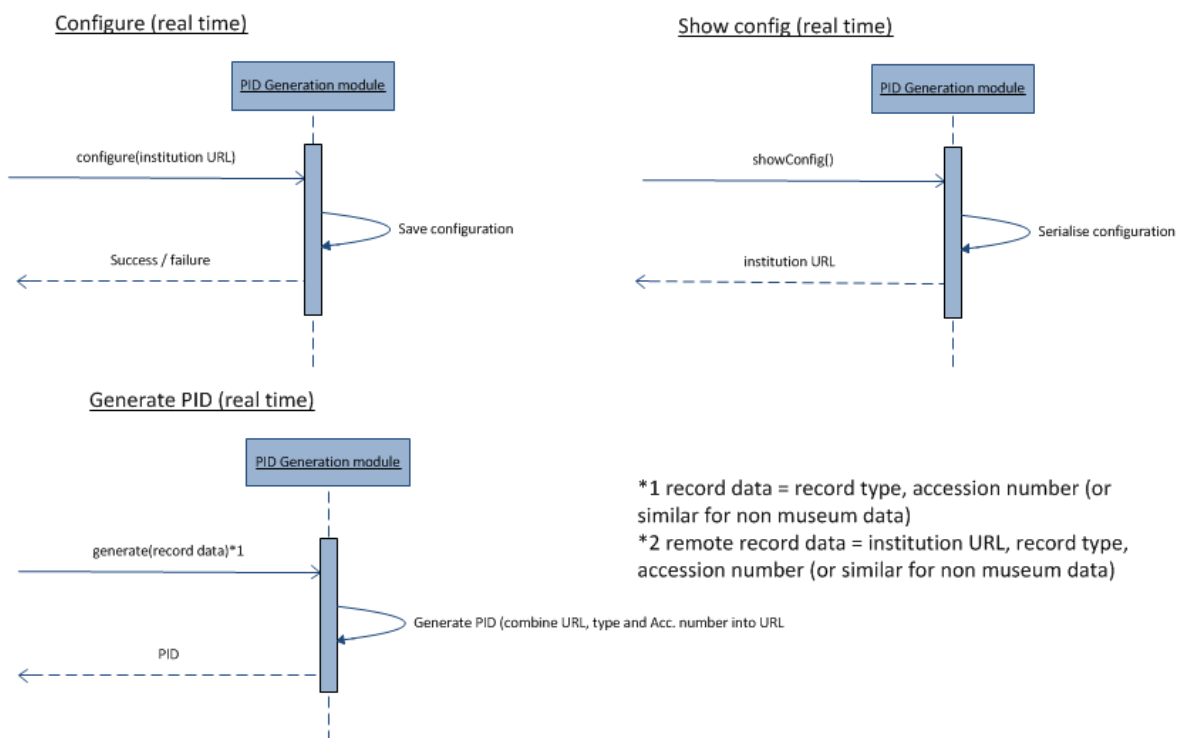 Configure (real time)
PID Generation module
configure(institution URL)
Save configuration
Success / failure
Show config (real time)
PID Generation module
showConfig()
Serialise configuration
institution URL
Generate PID (real time)
PID Generation module
generate(record data)*1
Generate PID (combine URL, type and Acc. number into URL
PID
*1 record data = record type, accession number (or
similar for non museum data)
*2 remote record data = institution URL, record type,
accession number (or similar for non museum data)